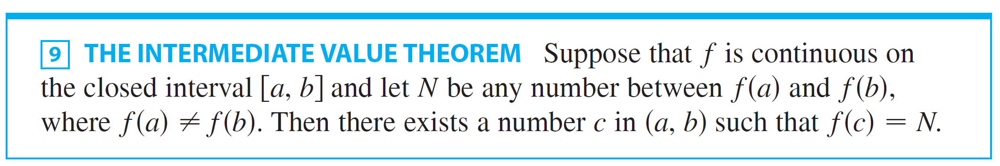 9 THE INTERMEDIATE VALUE THEOREM Suppose that f is continuous on
the closed interval [a, b] and let N be any number between f(a) and f(b),
where f(a) ≠ f(b). Then there exists a number c in (a, b) such that f(c) = N.